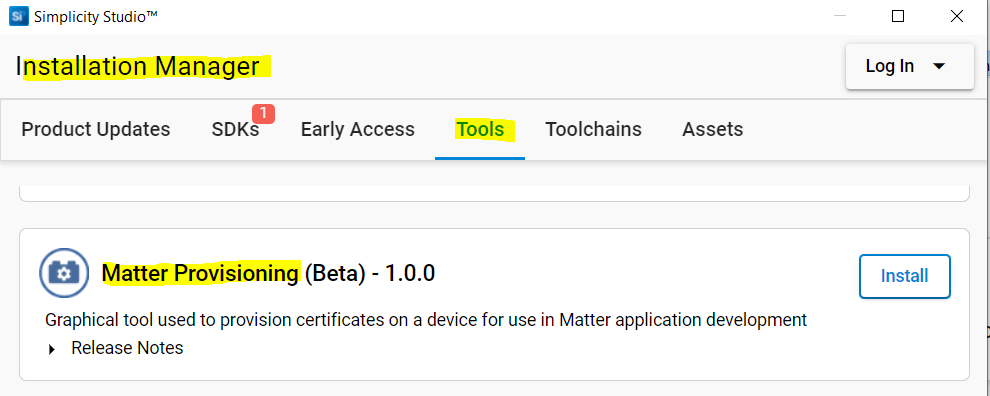 Si Simplicity Studio™
Installation Manager
Log In
Product Updates SDKs 1 Early Access Tools Toolchains Assets
Matter Provisioning (Beta) - 1.0.0
Install
Graphical tool used to provision certificates on a device for use in Matter application development
Release Notes